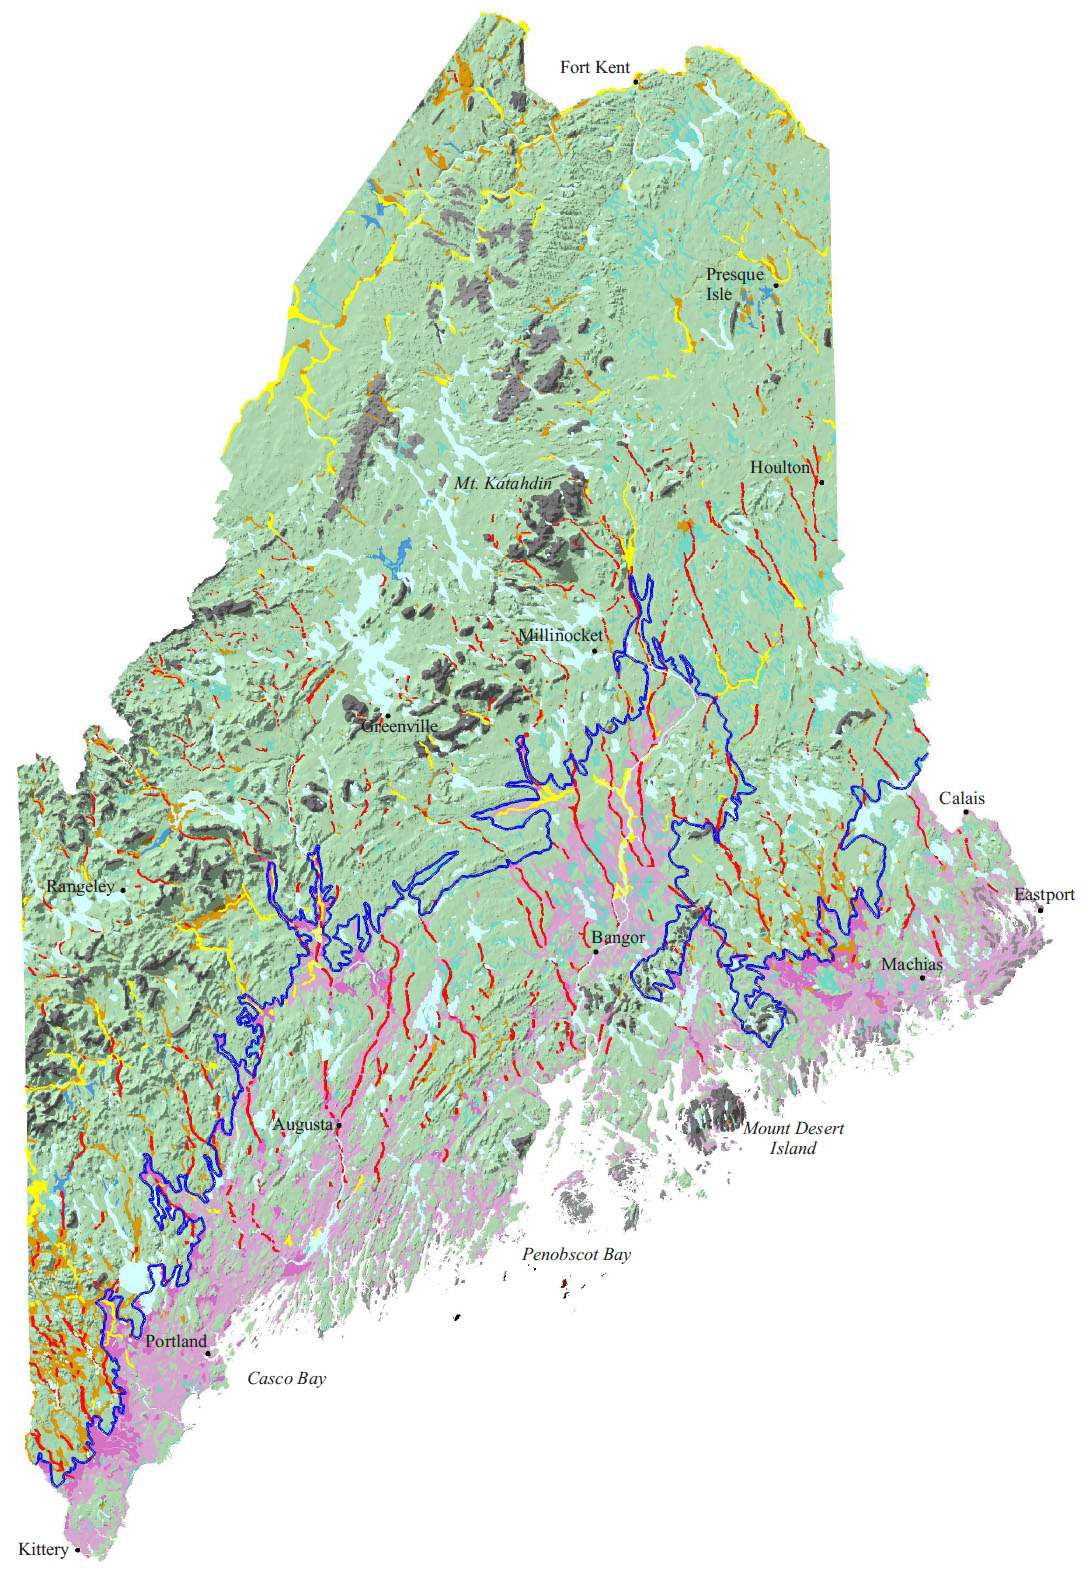 Fort Kent
Presque
Isle
Houlton
Mt. Katahdin
Millinocket
Greenville
Calais
Rangeley
Eastport
Bangor
Machias
Augusta
Mount Desert
Island
Penobscot Bay
Portland
Casco Bay
Kittery